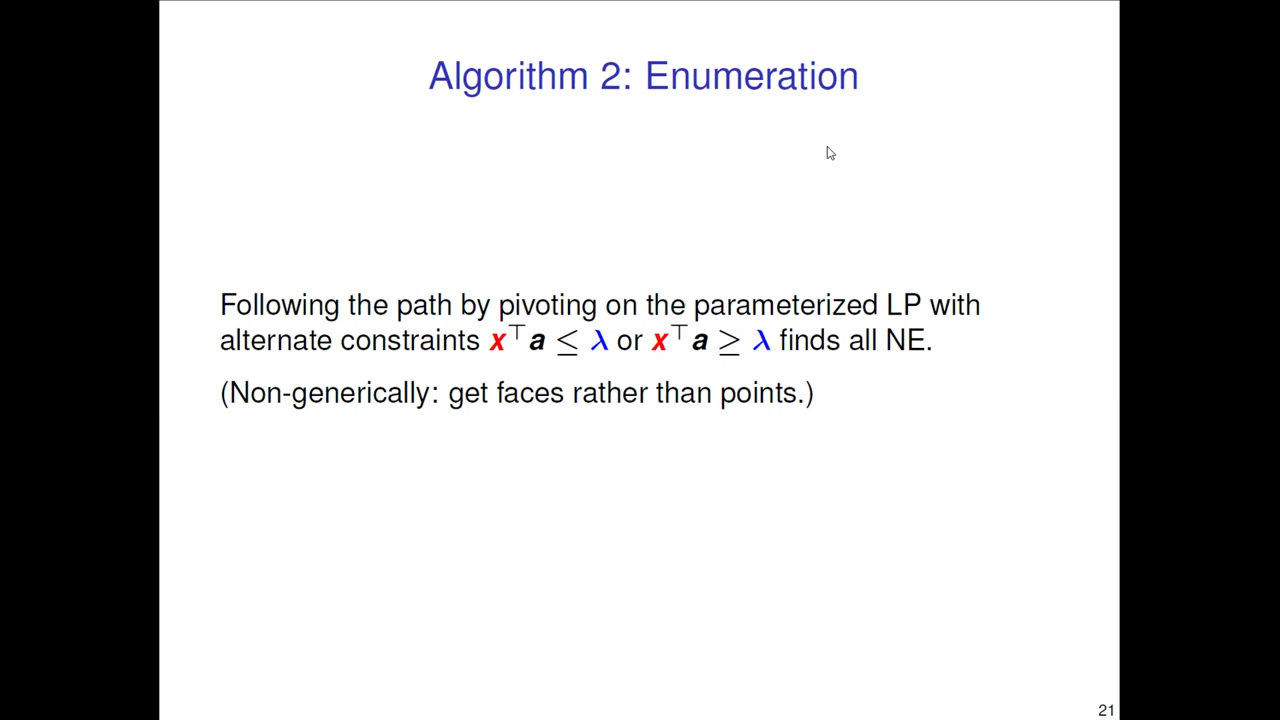 Algorithm 2: Enumeration
Following the path by pivoting on the parameterized LP with
alternate constraints x⊤a ≤ λ or x⊤a ≥ λ finds all NE.
(Non-generically: get faces rather than points.)
21